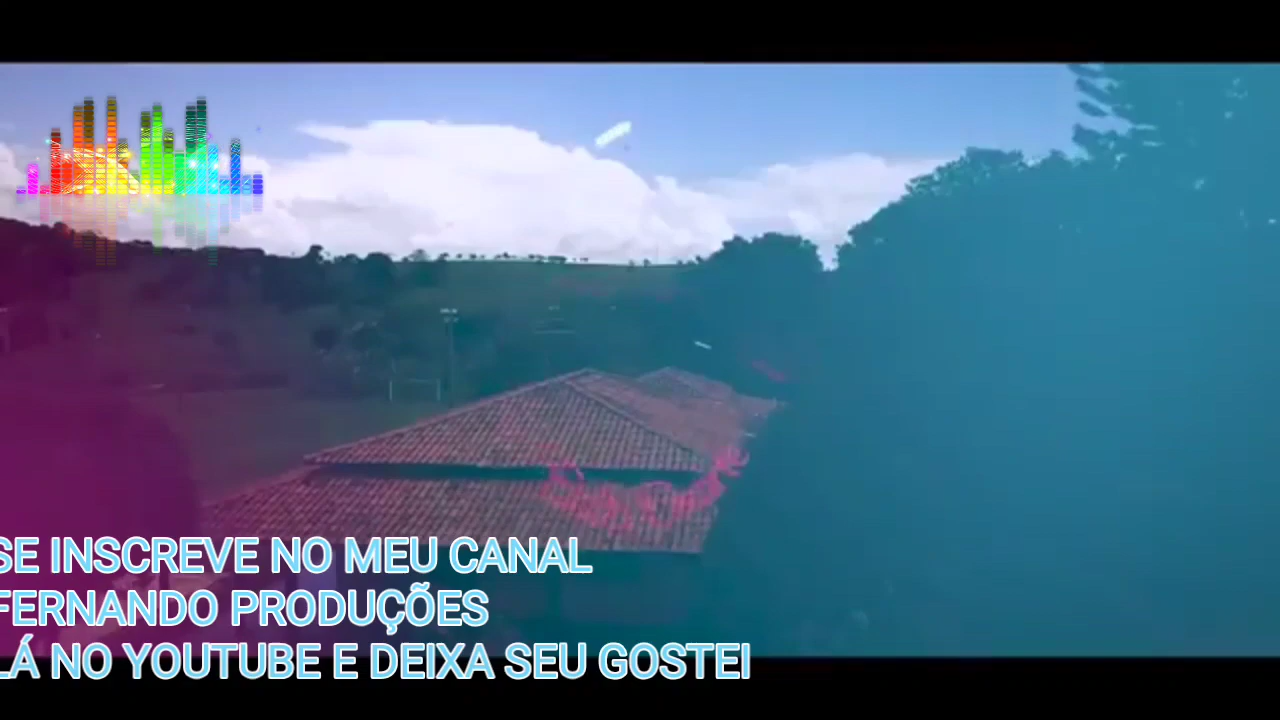 SE INSCREVE NO MEU CANAL
FERNANDO PRODUÇÕES
LÁ NO YOUTUBE E DEIXA SEU GOSTEI